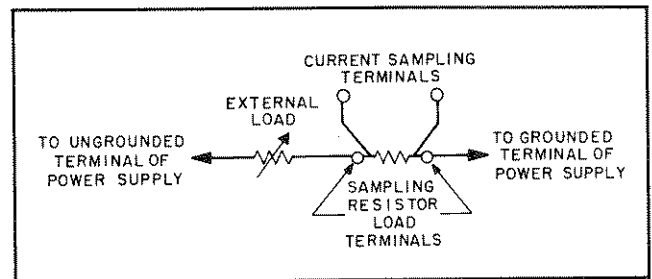 CURRENT SAMPLING
TERMINALS
EXTERNAL
LOAD
TO UNGROUNDED
TERMINAL OF
POWER SUPPLY
TO GROUNDED
TERMINAL OF
POWER SUPPLY
SAMPLING
RESISTOR
LOAD
TERMINALS